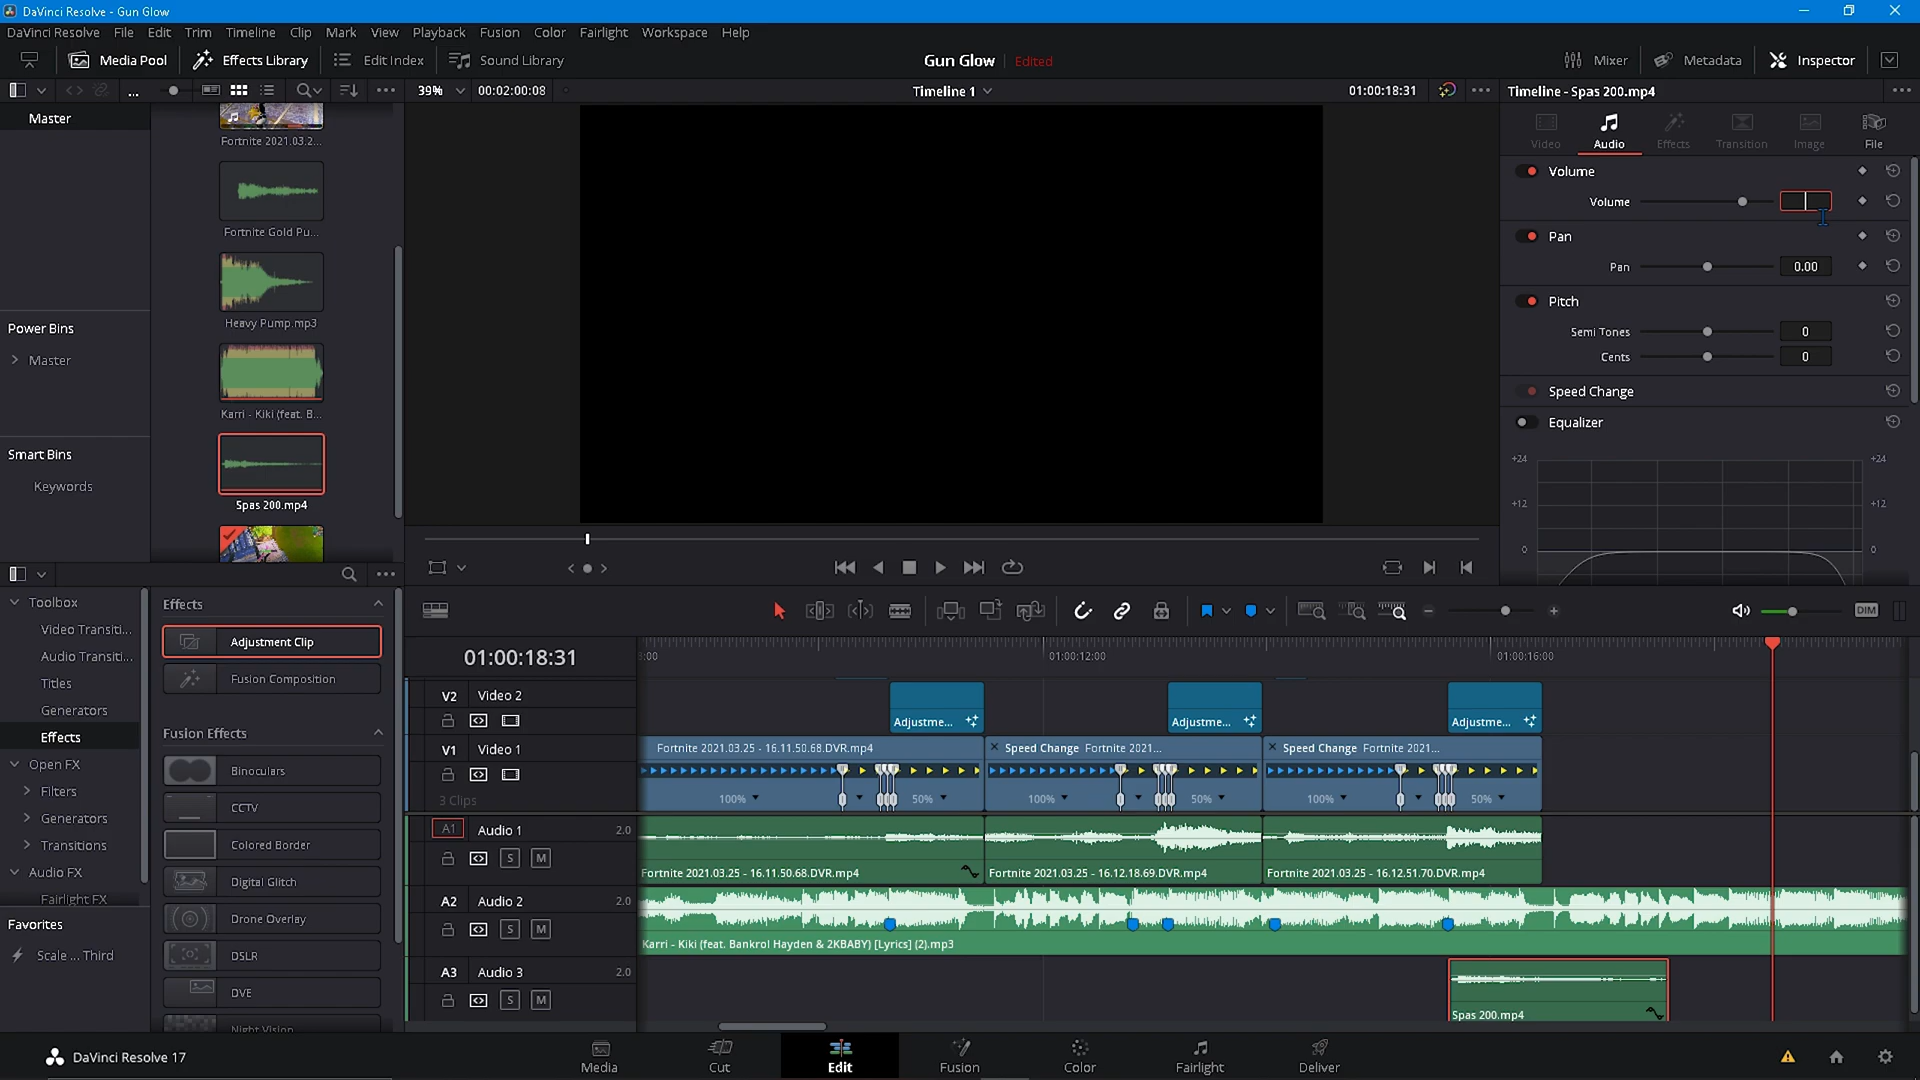 DaVinci Resolve - Gun Glow
DaVinci Resolve File Edit Trim Timeline Clip Mark View Playback Fusion Color Fairlight Workspace Help
Media Pool Effects Library Edit Index Sound Library Gun Glow Edited Mixer Metadata Inspector
39% 00:02:00:08 Timeline 1 01:00:18:31 Timeline - Spas 200.mp4
Master
Power Bins
Master
Smart Bins
Keywords
Fortnite 2021.03.2...
Fortnite Gold Pu...
Heavy Pump.mp3
Karri - Kiki (feat. B...
Spas 200.mp4
Video Audio Effects Transition Image File
Volume
Volume
Pan
Pan 0.00
Pitch
Semi Tones 0
Cents 0
Speed Change
Equalizer
+24 +24
+12 +12
0 0
Toolbox
Video Transiti...
Audio Transiti...
Titles
Generators
Effects
Open FX
Filters
Generators
Transitions
Audio FX
Fairlight FX
Favorites
Scale ... Third
Effects
Adjustment Clip
Fusion Composition
Fusion Effects
Binoculars
CCTV
Colored Border
Digital Glitch
Drone Overlay
DSLR
DVE
Night Vision
DIM
01:00:18:31 :00 01:00:12:00 01:00:16:00
V2 Video 2
Adjustme... Adjustme... Adjustme...
V1 Video 1
3 Clips
Fortnite 2021.03.25 - 16.11.50.68.DVR.mp4 Speed Change Fortnite 2021... Speed Change Fortnite 2021...
100% 50% 100% 50% 100% 50%
A1 Audio 1 2.0
S M
Fortnite 2021.03.25 - 16.11.50.68.DVR.mp4 Fortnite 2021.03.25 - 16.12.18.69.DVR.mp4 Fortnite 2021.03.25 - 16.12.51.70.DVR.mp4
A2 Audio 2 2.0
S M
Karri - Kiki (feat. Bankrol Hayden & 2KBABY) [Lyrics] (2).mp3
A3 Audio 3 2.0
S M
Spas 200.mp4
DaVinci Resolve 17
Media Cut Edit Fusion Color Fairlight Deliver